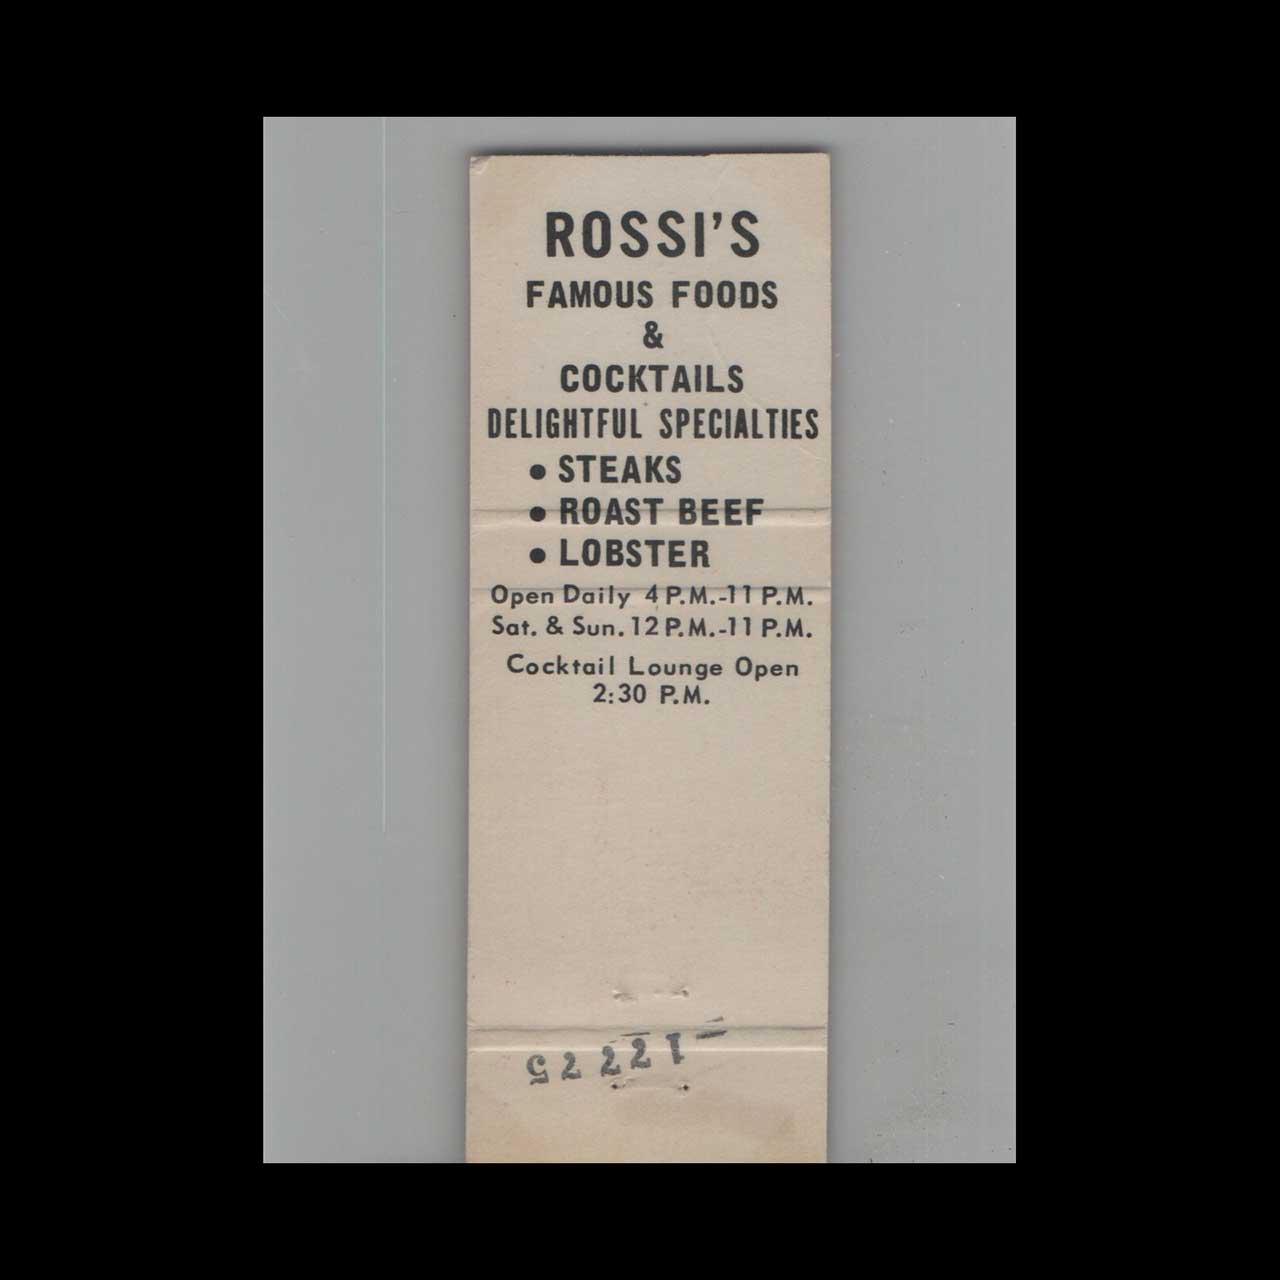 ROSSI'S
FAMOUS FOODS
&
COCKTAILS
DELIGHTFUL SPECIALTIES
• STEAKS
• ROAST BEEF
• LOBSTER
Open Daily 4 P.M.-11 P.M.
Sat. & Sun. 12 P.M.-11 P.M.
Cocktail Lounge Open
2:30 P.M.